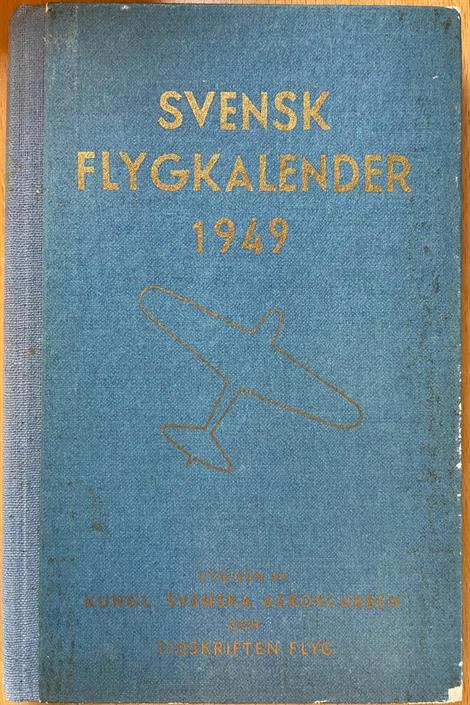 SVENSK
FLYGKALENDER
1949
UTGIVEN AV
KUNGL. SVENSKA AEROKLUBBEN
OCH
TIDSKRIFTEN FLYG